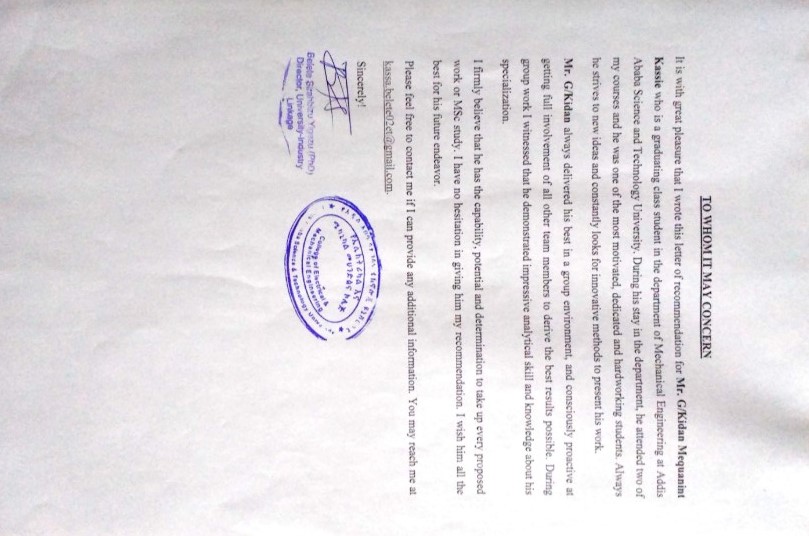 TO WHOM IT MAY CONCERN
It is with great pleasure that I wrote this letter of recommendation for Mr. G/Kidan Mequanint
Kassie who is a graduating class student in the department of Mechanical Engineering at Addis
Ababa Science and Technology University. During his stay in the department, he attended two of
my courses and he was one of the most motivated, dedicated and hardworking students. Always
he strives to new ideas and constantly looks for innovative methods to present his work.
Mr. G/Kidan always delivered his best in a group environment, and consciously proactive at
getting full involvement of all other team members to derive the best results possible. During
group work I witnessed that he demonstrated impressive analytical skill and knowledge about his
specialization.
I firmly believe that he has the capability, potential and determination to take up every proposed
work or MSc study. I have no hesitation in giving him my recommendation. I wish him all the
best for his future endeavor.
Please feel free to contact me if I can provide any additional information. You may reach me at
Sincerely!
Belete (PhD)
Director, University-Industry
Linkage
College of Electrical &
Mechanical Engineering
Science & Technology